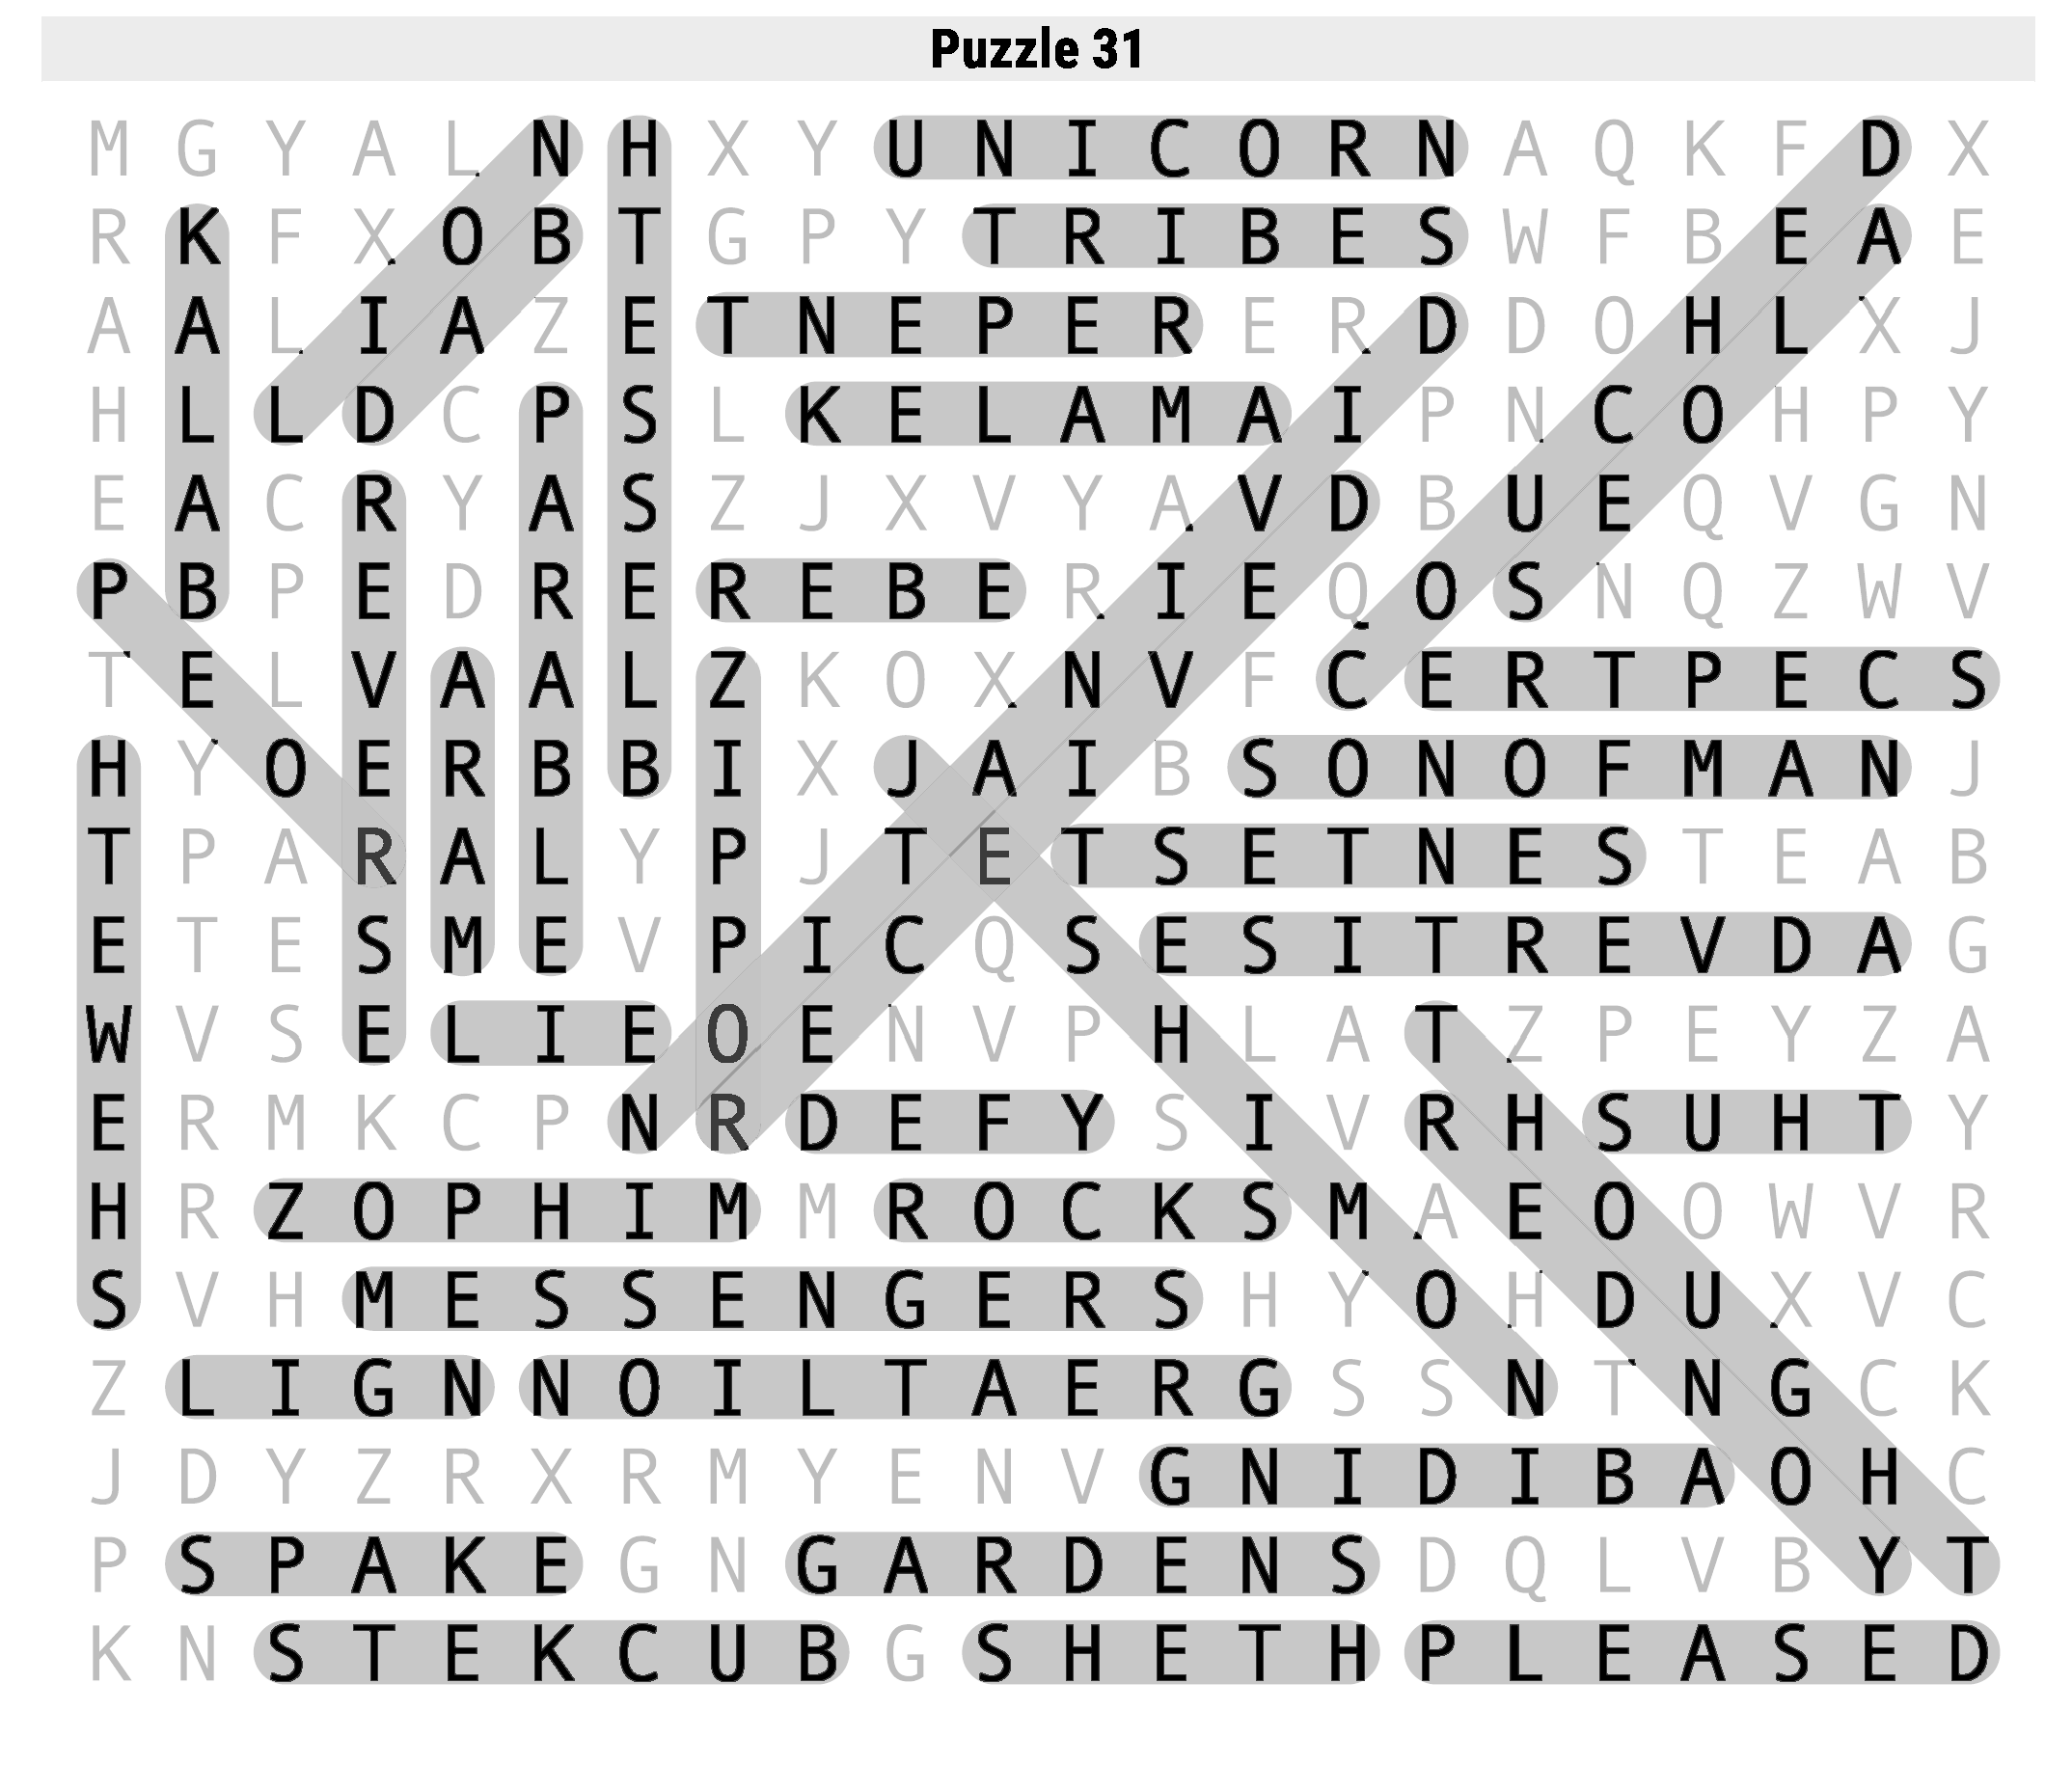 Puzzle 31
M G Y A L N H X Y U N I C O R N A Q K F D X
R K F X O B T G P Y T R I B E S W F B E A E
A A L I A Z E T N E P E R E R D D O H L X J
H L L D C P S L K E L A M A I P N C O H P Y
E A C R Y A S Z J X V Y A V D B U E Q V G N
P B P E D R E R E B E R I E Q O S N Q Z W V
T E L V A A L Z K O X N V F C E R T P E C S
H Y O E R B B I X J A I B S O N O F M A N J
T P A R A L Y P J T E T S E T N E S T E A B
E T E S M E V P I C Q S E S I T R E V D A G
W V S E L I E O E N V P H L A T Z P E Y Z A
E R M K C P N R D E F Y S I V R H S U H T Y
H R Z O P H I M M R O C K S M A E O O W V R
S V H M E S S E N G E R S H Y O H D U X V C
Z L I G N N O I L T A E R G S S N T N G C K
J D Y Z R X R M Y E N V G N I D I B A O H C
P S P A K E G N G A R D E N S D Q L V B Y T
K N S T E K C U B G S H E T H P L E A S E D